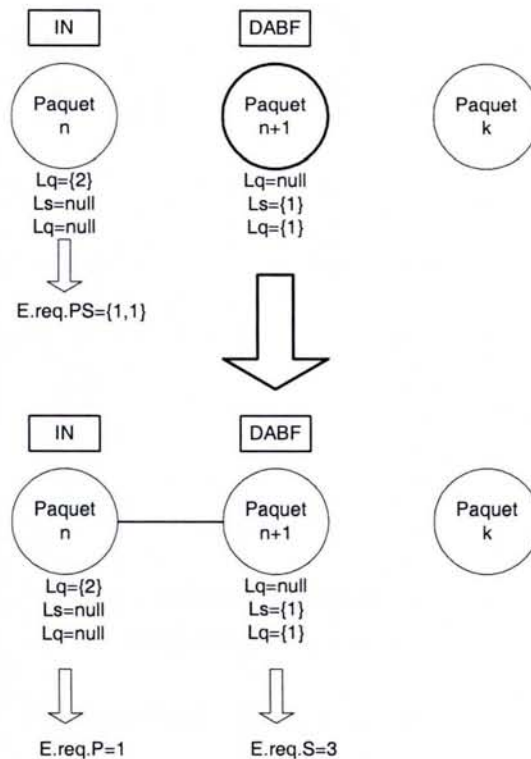 IN
DABF
Paquet
n
Paquet
n+1
Paquet
k
Lq={2}
Ls=null
Lq=null
Lq=null
Ls={1}
Lq={1}
E.req.PS={1,1}
IN
DABF
Paquet
n
Paquet
n+1
Paquet
k
Lq={2}
Ls=null
Lq=null
Lq=null
Ls={1}
Lq={1}
E.req.P=1
E.req.S=3